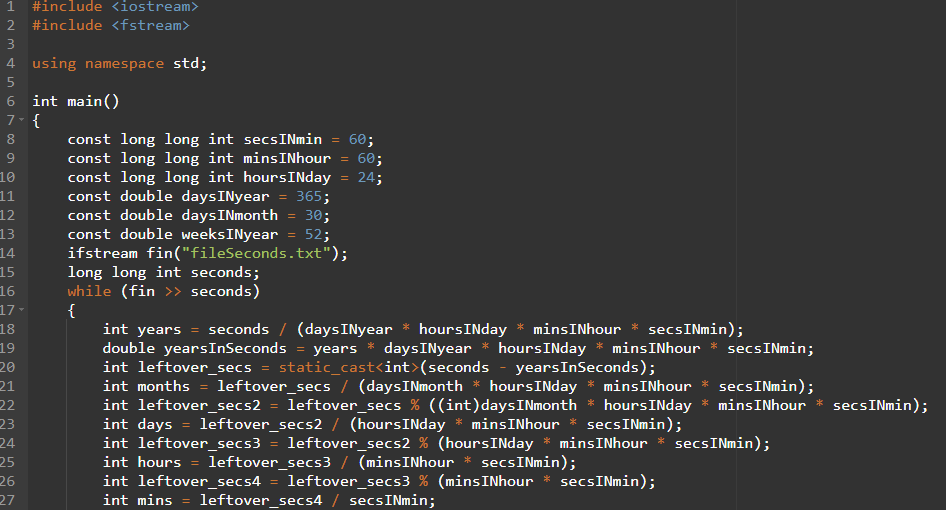 1 #include <iostream>
2 #include <fstream>
3
4 using namespace std;
5
6 int main()
7 {
8 const long long int secsINmin = 60;
9 const long long int minsINhour = 60;
10 const long long int hoursINday = 24;
11 const double daysINyear = 365;
12 const double daysINmonth = 30;
13 const double weeksINyear = 52;
14 ifstream fin("fileSeconds.txt");
15 long long int seconds;
16 while (fin >> seconds)
17 {
18 int years = seconds / (daysINyear * hoursINday * minsINhour * secsINmin);
19 double yearsInSeconds = years * daysINyear * hoursINday * minsINhour * secsINmin;
20 int leftover_secs = static_cast<int>(seconds - yearsInSeconds);
21 int months = leftover_secs / (daysINmonth * hoursINday * minsINhour * secsINmin);
22 int leftover_secs2 = leftover_secs % ((int)daysINmonth * hoursINday * minsINhour * secsINmin);
23 int days = leftover_secs2 / (hoursINday * minsINhour * secsINmin);
24 int leftover_secs3 = leftover_secs2 % (hoursINday * minsINhour * secsINmin);
25 int hours = leftover_secs3 / (minsINhour * secsINmin);
26 int leftover_secs4 = leftover_secs3 % (minsINhour * secsINmin);
27 int mins = leftover_secs4 / secsINmin;